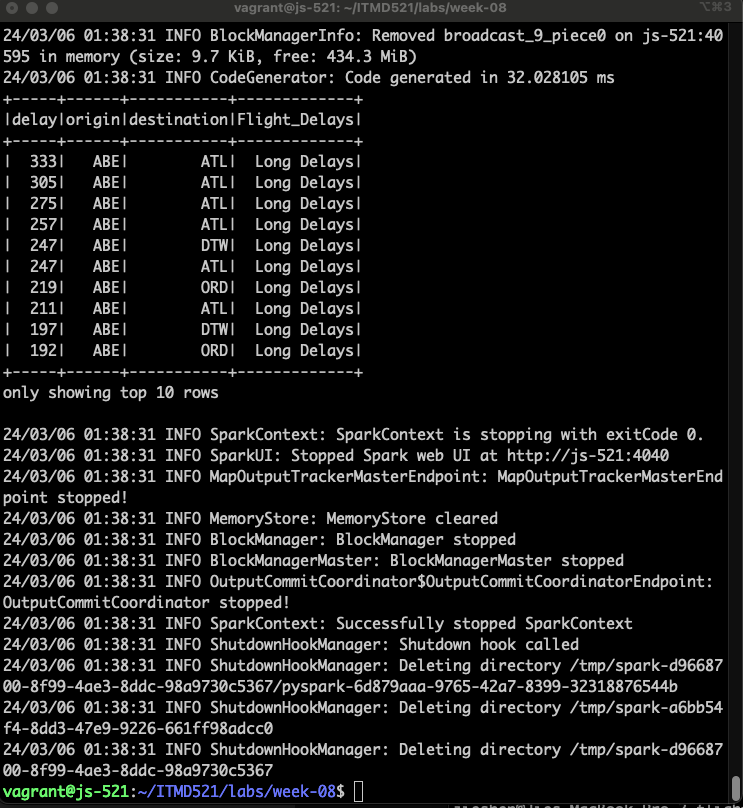 vagrant@js-521: ~/ITMD521/labs/week-08
⌥⌘3
24/03/06 01:38:31 INFO BlockManagerInfo: Removed broadcast_9_piece0 on js-521:40
595 in memory (size: 9.7 KiB, free: 434.3 MiB)
24/03/06 01:38:31 INFO CodeGenerator: Code generated in 32.028105 ms
+-----+------+-----------+-------------+
|delay|origin|destination|Flight_Delays|
+-----+------+-----------+-------------+
|  333|   ABE|        ATL|  Long Delays|
|  305|   ABE|        ATL|  Long Delays|
|  275|   ABE|        ATL|  Long Delays|
|  257|   ABE|        ATL|  Long Delays|
|  247|   ABE|        DTW|  Long Delays|
|  247|   ABE|        ATL|  Long Delays|
|  219|   ABE|        ORD|  Long Delays|
|  211|   ABE|        ATL|  Long Delays|
|  197|   ABE|        DTW|  Long Delays|
|  192|   ABE|        ORD|  Long Delays|
+-----+------+-----------+-------------+
only showing top 10 rows
24/03/06 01:38:31 INFO SparkContext: SparkContext is stopping with exitCode 0.
24/03/06 01:38:31 INFO SparkUI: Stopped Spark web UI at http://js-521:4040
24/03/06 01:38:31 INFO MapOutputTrackerMasterEndpoint: MapOutputTrackerMasterEnd
point stopped!
24/03/06 01:38:31 INFO MemoryStore: MemoryStore cleared
24/03/06 01:38:31 INFO BlockManager: BlockManager stopped
24/03/06 01:38:31 INFO BlockManagerMaster: BlockManagerMaster stopped
24/03/06 01:38:31 INFO OutputCommitCoordinator$OutputCommitCoordinatorEndpoint:
OutputCommitCoordinator stopped!
24/03/06 01:38:31 INFO SparkContext: Successfully stopped SparkContext
24/03/06 01:38:31 INFO ShutdownHookManager: Shutdown hook called
24/03/06 01:38:31 INFO ShutdownHookManager: Deleting directory /tmp/spark-d96687
00-8f99-4ae3-8ddc-98a9730c5367/pyspark-6d879aaa-9765-42a7-8399-32318876544b
24/03/06 01:38:31 INFO ShutdownHookManager: Deleting directory /tmp/spark-a6bb54
f4-8dd3-47e9-9226-661ff98adcc0
24/03/06 01:38:31 INFO ShutdownHookManager: Deleting directory /tmp/spark-d96687
00-8f99-4ae3-8ddc-98a9730c5367
vagrant@js-521:~/ITMD521/labs/week-08$